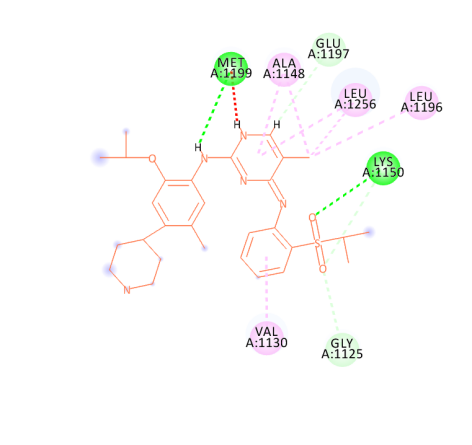 GLU
A:1197
MET
A:1199
ALA
A:1148
LEU
A:1256
LEU
A:1196
H
H
N
H
N
O
N
LYS
A:1150
N
O
S
O
N
VAL
A:1130
GLY
A:1125